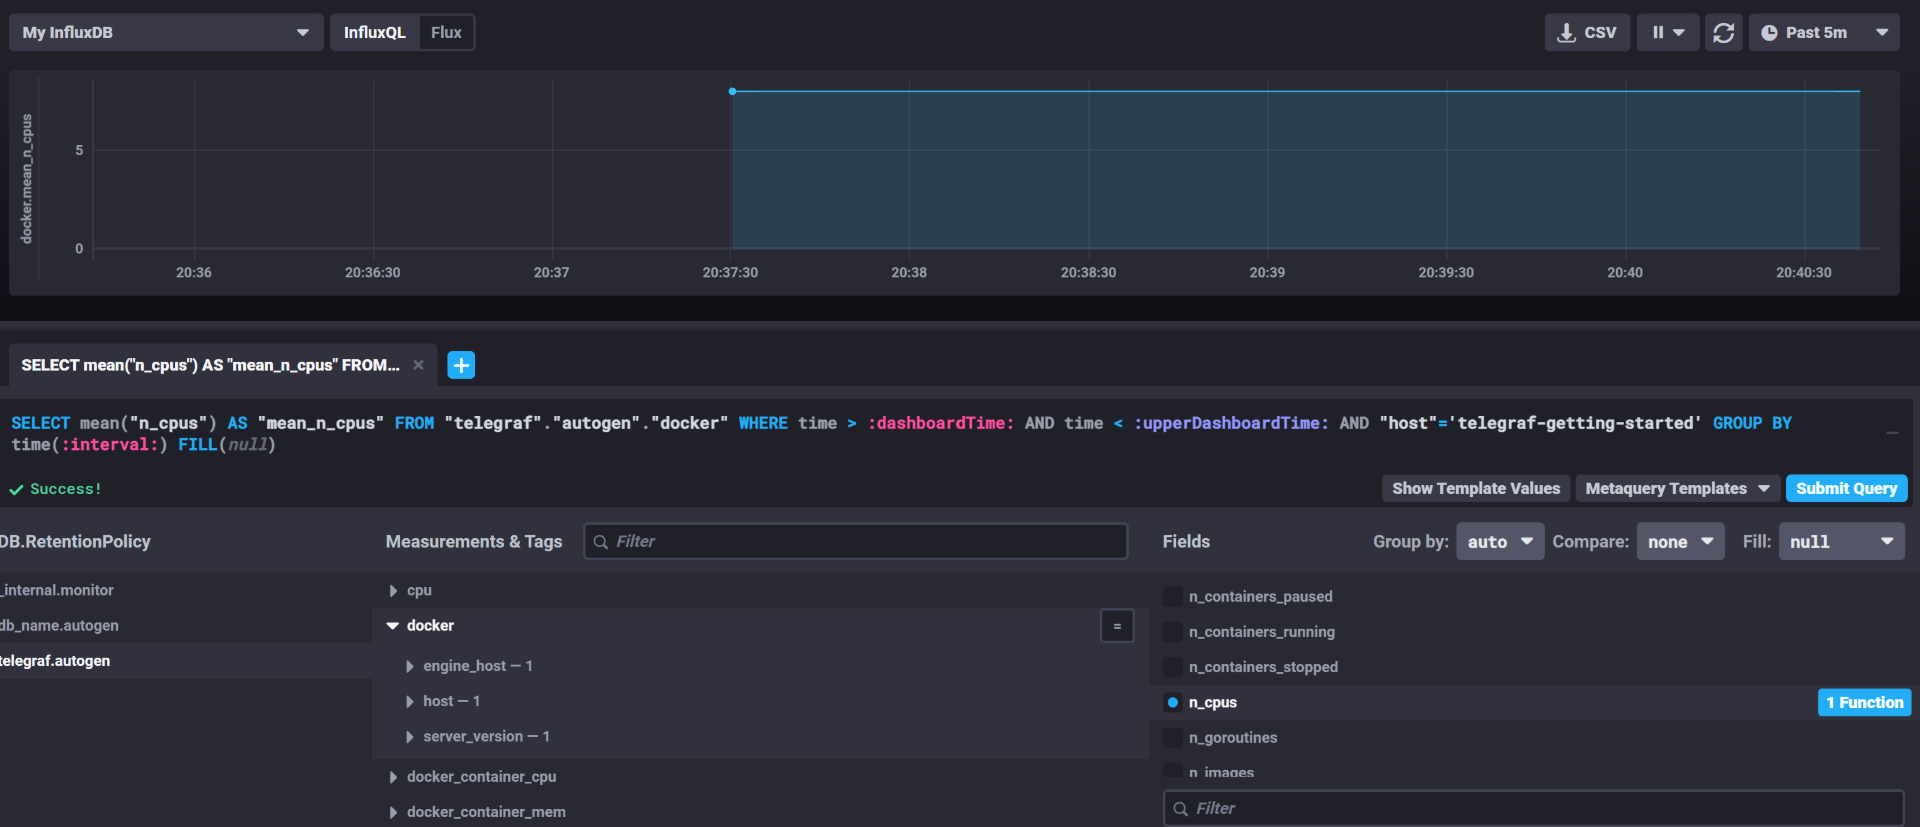 My InfluxDB
InfluxQL
Flux
CSV
Past 5m
docker.mean_n_cpus
5
0
20:36
20:36:30
20:37
20:37:30
20:38
20:38:30
20:39
20:39:30
20:40
20:40:30
SELECT mean("n_cpus") AS "mean_n_cpus" FROM...
SELECT mean("n_cpus") AS "mean_n_cpus" FROM "telegraf"."autogen"."docker" WHERE time > :dashboardTime: AND time < :upperDashboardTime: AND "host"='telegraf-getting-started' GROUP BY
time(:interval:) FILL(null)
Success!
Show Template Values
Metaquery Templates
Submit Query
DB.RetentionPolicy
Measurements & Tags
Filter
Fields
Group by:
auto
Compare:
none
Fill:
null
_internal.monitor
db_name.autogen
telegraf.autogen
cpu
docker
=
engine_host — 1
host — 1
server_version — 1
docker_container_cpu
docker_container_mem
n_containers_paused
n_containers_running
n_containers_stopped
n_cpus
1 Function
n_goroutines
n_images
Filter